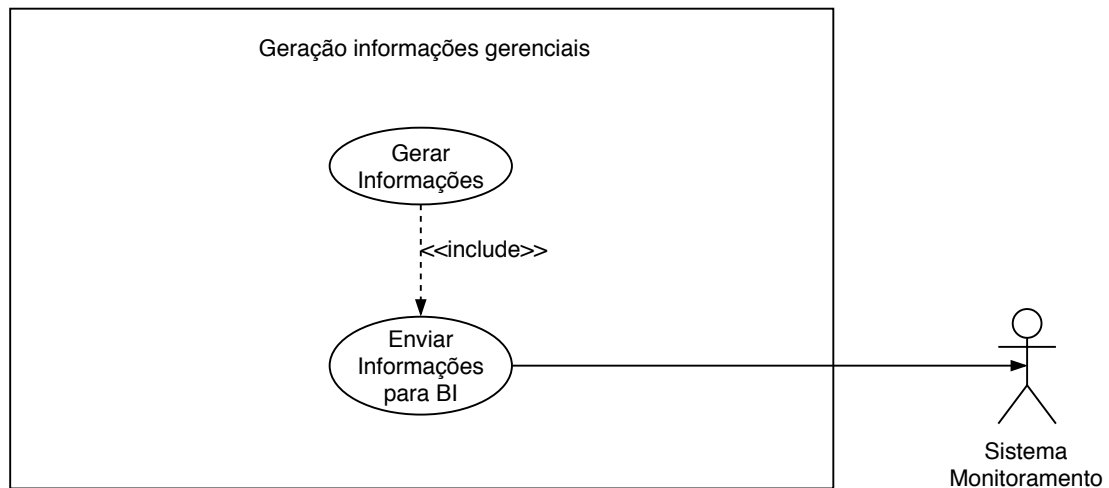 Geração informações gerenciais
Gerar
Informações
<<include>>
Enviar
Informações
para BI
Sistema
Monitoramento